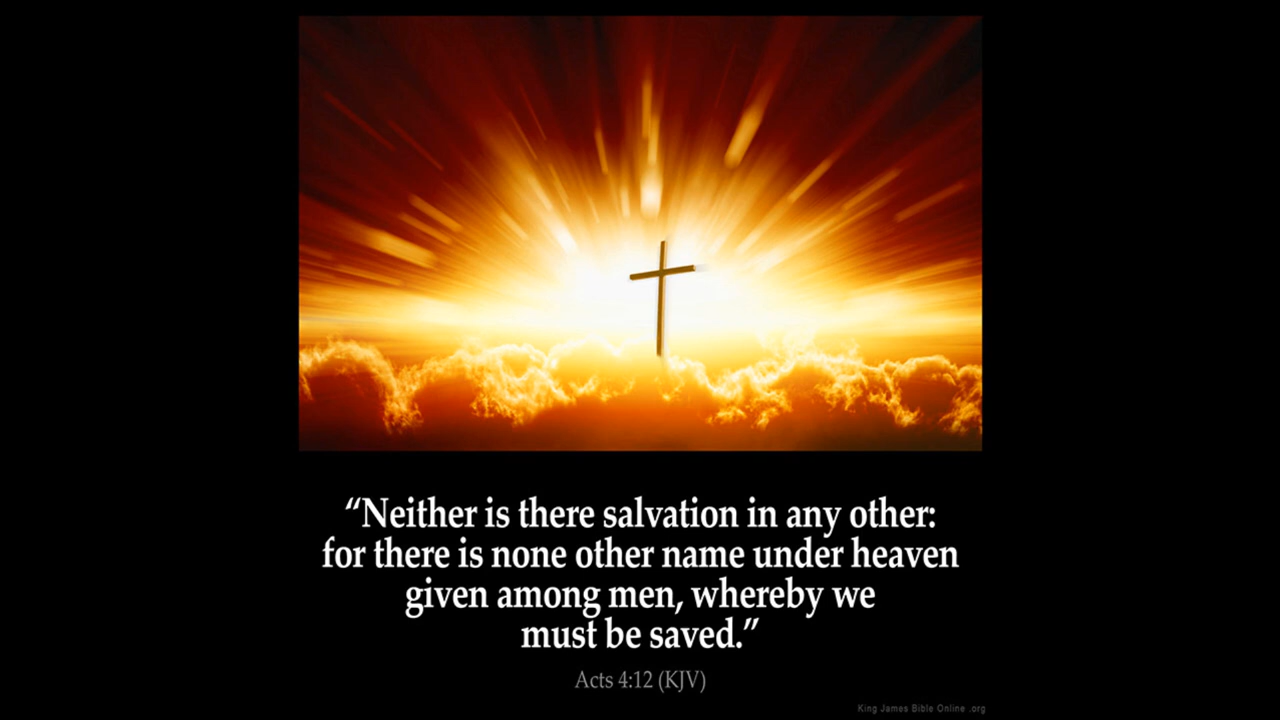 “Neither is there salvation in any other:
for there is none other name under heaven
given among men, whereby we
must be saved.”
Acts 4:12 (KJV)
King James Bible Online .org